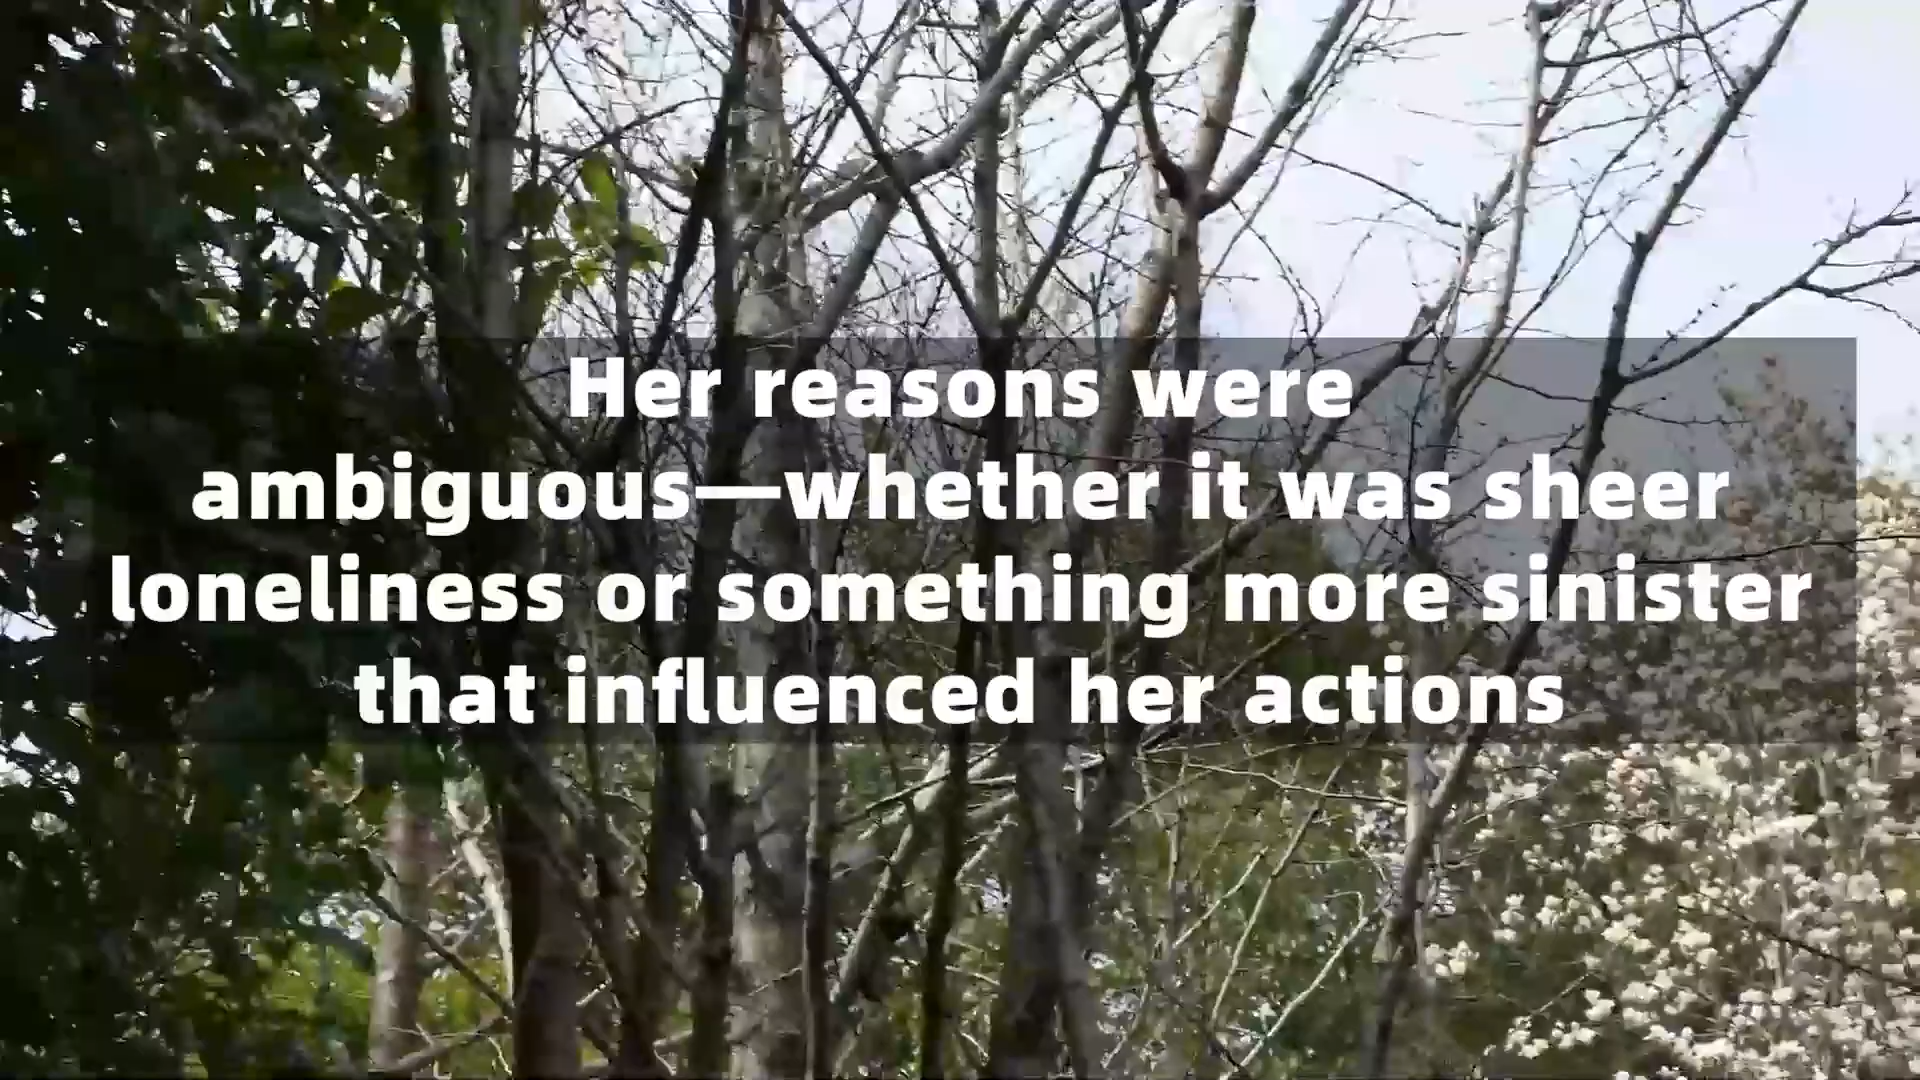 Her reasons were
ambiguous—whether it was sheer
loneliness or something more sinister
that influenced her actions